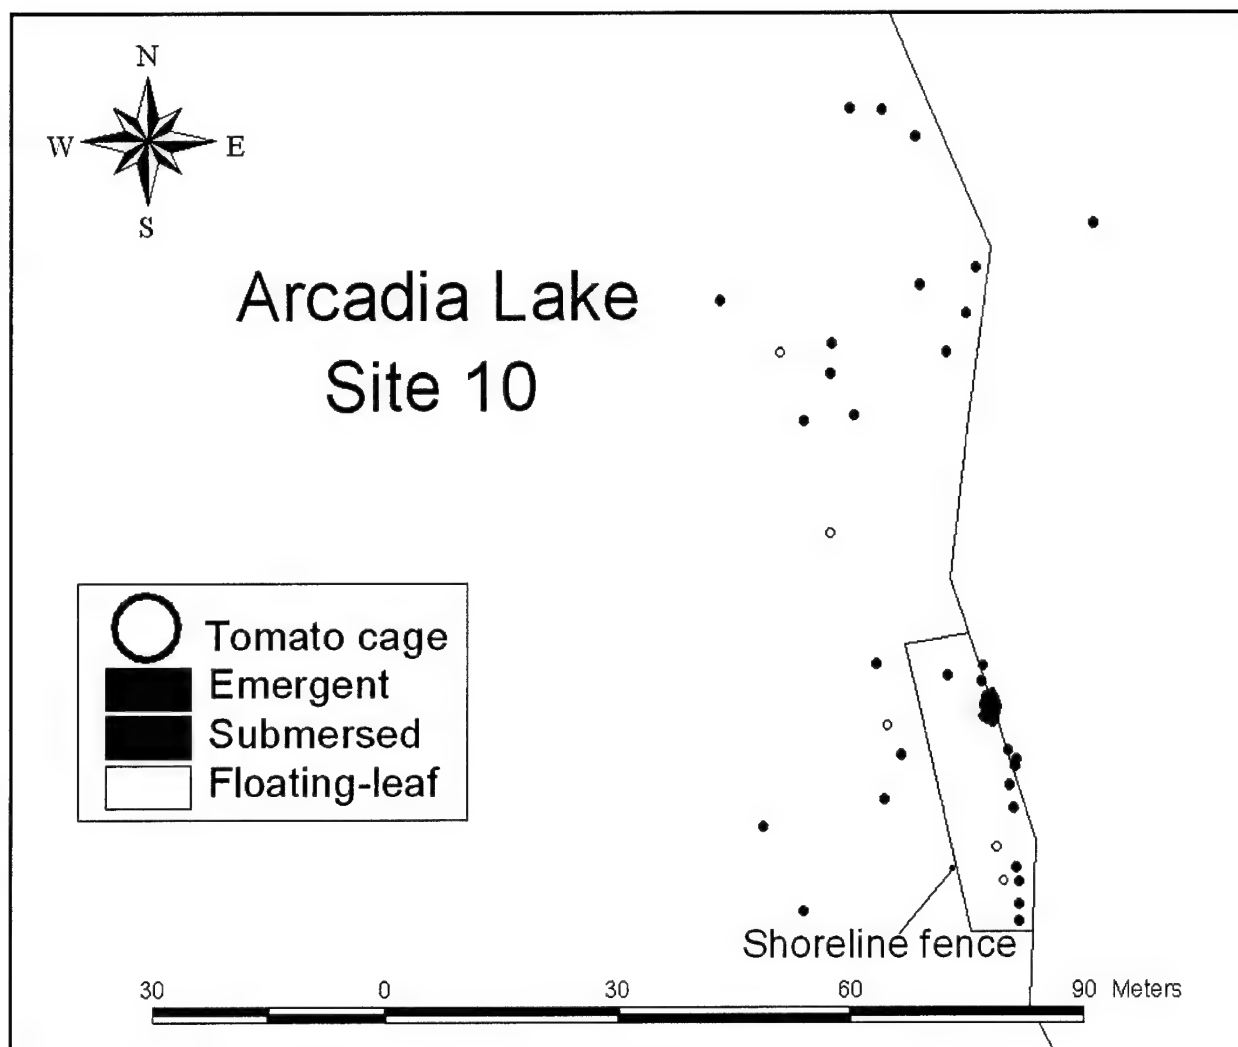 N
W E
S
Arcadia Lake
Site 10
Tomato cage
Emergent
Submersed
Floating-leaf
Shoreline fence
30 0 30 60 90 Meters